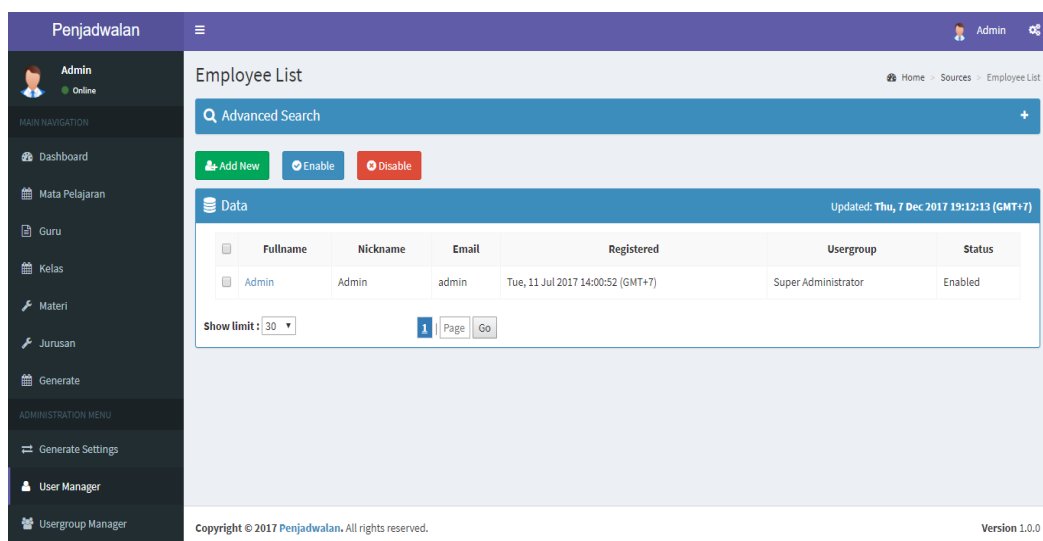 Penjadwalan
Admin
Admin
Online
MAIN NAVIGATION
Dashboard
Mata Pelajaran
Guru
Kelas
Materi
Jurusan
Generate
ADMINISTRATION MENU
Generate Settings
User Manager
Usergroup Manager
Employee List
Home > Sources > Employee List
Advanced Search +
Add New Enable Disable
Data Updated: Thu, 7 Dec 2017 19:12:13 (GMT+7)
Fullname Nickname Email Registered Usergroup Status
Admin Admin admin Tue, 11 Jul 2017 14:00:52 (GMT+7) Super Administrator Enabled
Show limit : 30 1 | Page Go
Copyright © 2017 Penjadwalan. All rights reserved. Version 1.0.0